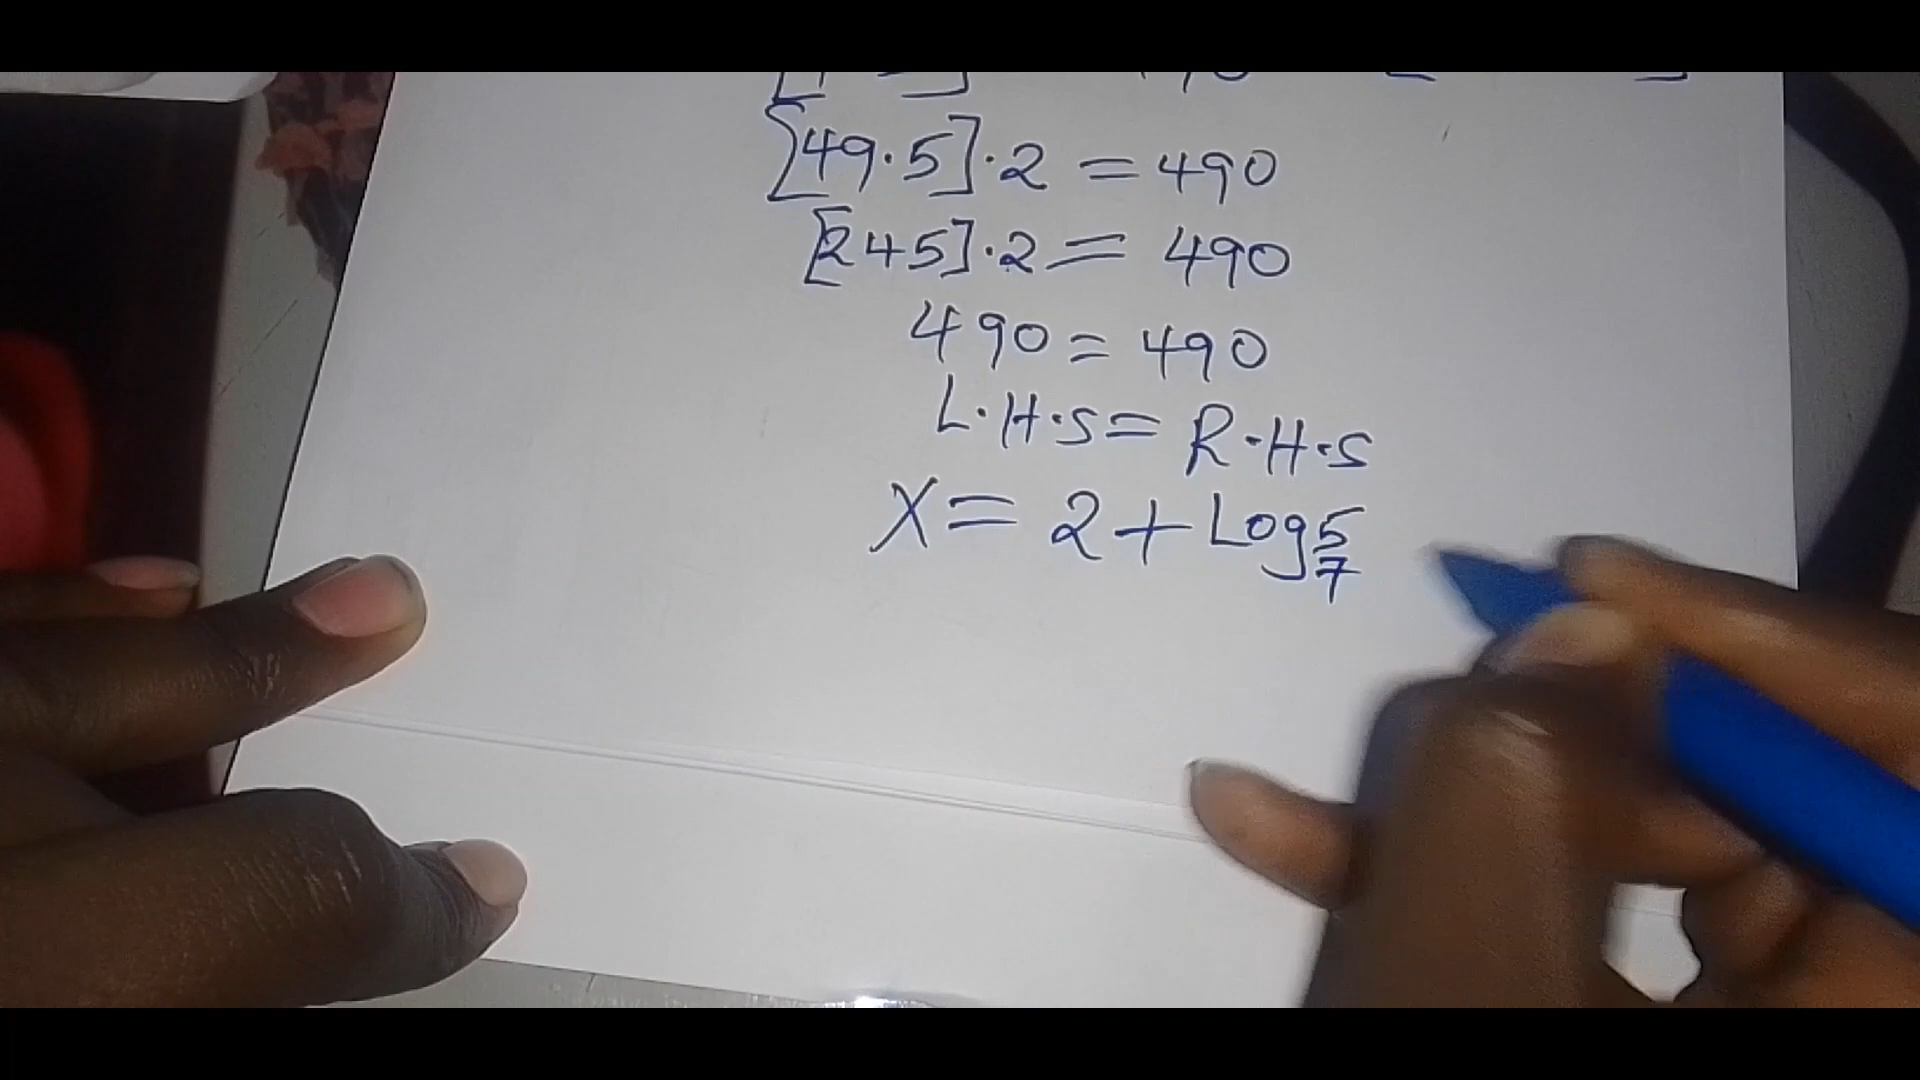 [49·5]·2 = 490
[245]·2 = 490
490 = 490
L·H·S = R·H·S
X = 2 + Log5
7